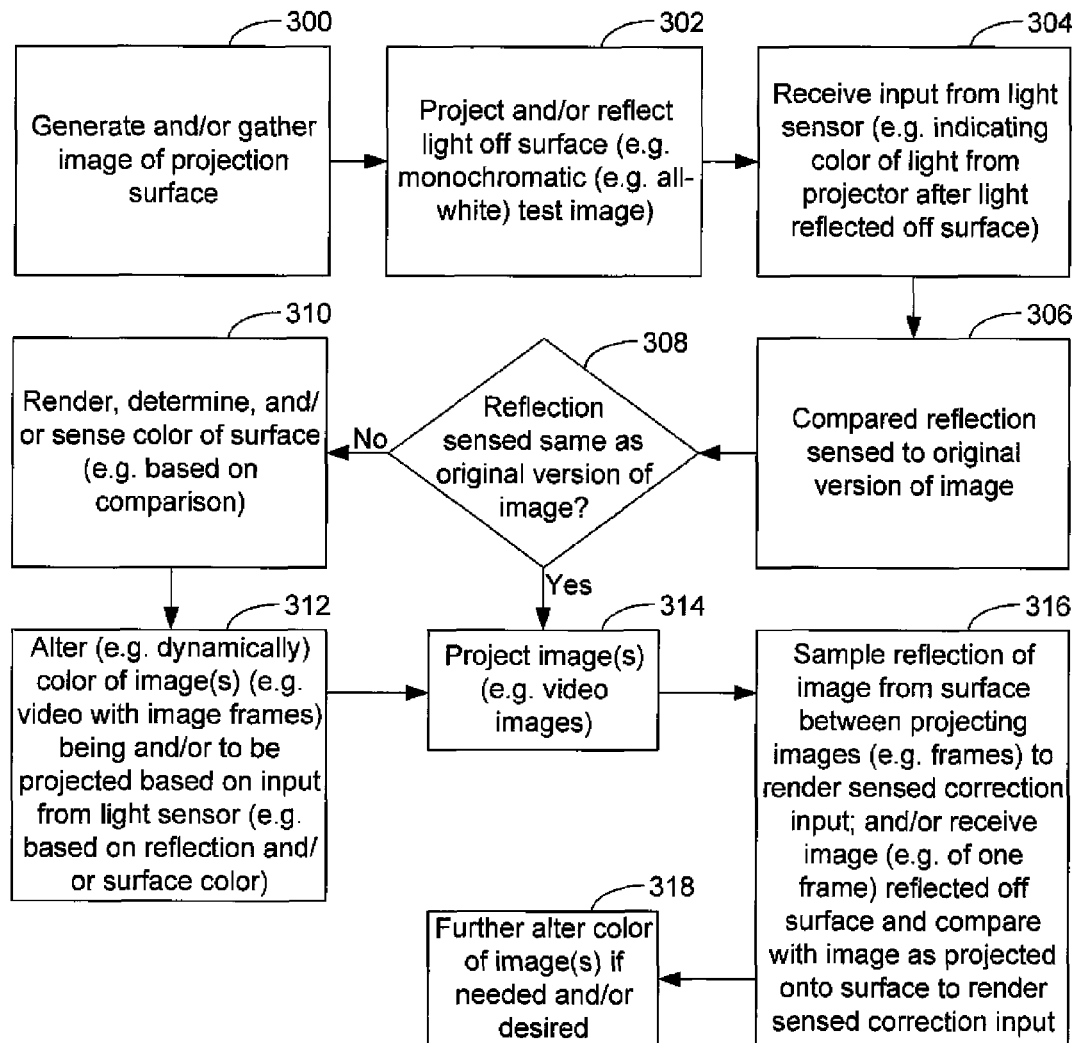 300
Generate and/or gather
image of projection
surface
302
Project and/or reflect
light off surface (e.g.
monochromatic (e.g. all-
white) test image)
304
Receive input from light
sensor (e.g. indicating
color of light from
projector after light
reflected off surface)
306
Compared reflection
sensed to original
version of image
308
Reflection
sensed same as
original version of
image?
No
Yes
310
Render, determine, and/
or sense color of surface
(e.g. based on
comparison)
312
Alter (e.g. dynamically)
color of image(s) (e.g.
video with image frames)
being and/or to be
projected based on input
from light sensor (e.g.
based on reflection and/
or surface color)
314
Project image(s)
(e.g. video
images)
316
Sample reflection of
image from surface
between projecting
images (e.g. frames) to
render sensed correction
input; and/or receive
image (e.g. of one
frame) reflected off
surface and compare
with image as projected
onto surface to render
sensed correction input
318
Further alter color
of image(s) if
needed and/or
desired